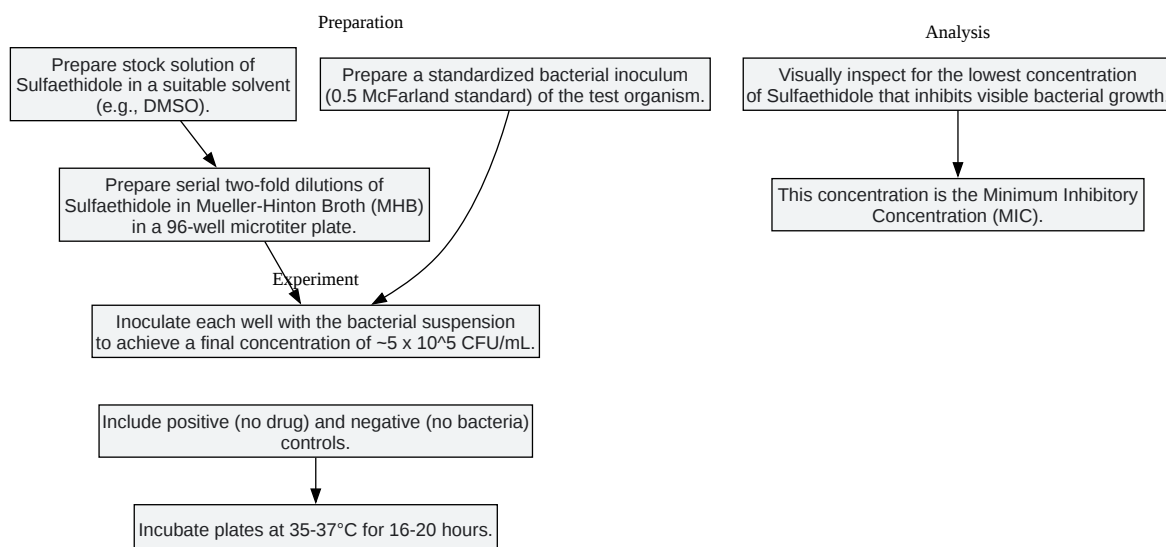 Preparation
Prepare stock solution of
Sulfaethidole in a suitable solvent
(e.g., DMSO).
Prepare a standardized bacterial inoculum
(0.5 McFarland standard) of the test organism.
Prepare serial two-fold dilutions of
Sulfaethidole in Mueller-Hinton Broth (MHB)
in a 96-well microtiter plate.
Experiment
Inoculate each well with the bacterial suspension
to achieve a final concentration of ~5 x 10^5 CFU/mL.
Include positive (no drug) and negative (no bacteria)
controls.
Incubate plates at 35-37°C for 16-20 hours.
Analysis
Visually inspect for the lowest concentration
of Sulfaethidole that inhibits visible bacterial growth.
This concentration is the Minimum Inhibitory
Concentration (MIC).